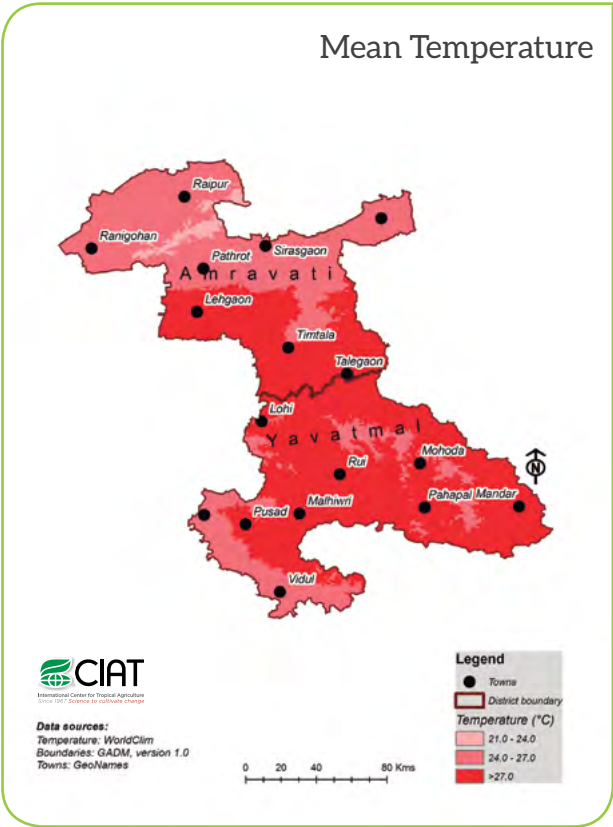 Mean Temperature
Raipur
Ranigohan
Sirasgaon
Pathrot
Amravati
Lehgaon
Timtala
Talegaon
Lohi
Yavatmal
Mohoda
Rui
Pahapal Mandar
Malhiwri
Pusad
Vidul
CIAT
International Center for Tropical Agriculture
Since 1967 Science to cultivate change
Data sources:
Temperature: WorldClim
Boundaries: GADM, version 1.0
Towns: GeoNames
0 20 40 80 Kms
N
Legend
Towns
District boundary
Temperature (°C)
21.0 - 24.0
24.0 - 27.0
>27.0